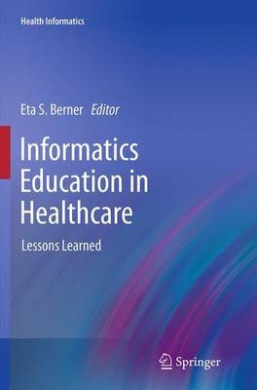 Health Informatics
Eta S. Berner Editor
Informatics
Education in
Healthcare
Lessons Learned
Springer